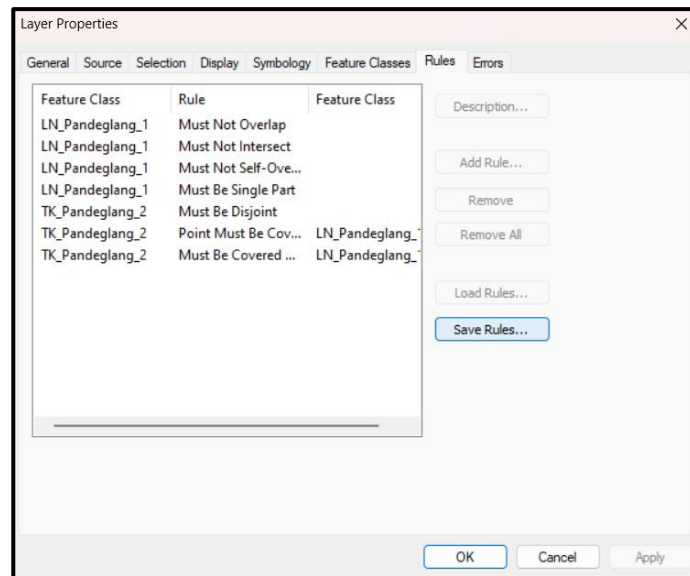 Layer Properties
General Source Selection Display Symbology Feature Classes Rules Errors
Feature Class Rule Feature Class
LN_Pandeglang_1 Must Not Overlap
LN_Pandeglang_1 Must Not Intersect
LN_Pandeglang_1 Must Not Self-Ove...
LN_Pandeglang_1 Must Be Single Part
TK_Pandeglang_2 Must Be Disjoint
TK_Pandeglang_2 Point Must Be Cov... LN_Pandeglang_1
TK_Pandeglang_2 Must Be Covered ... LN_Pandeglang_1
Description...
Add Rule...
Remove
Remove All
Load Rules...
Save Rules...
OK Cancel Apply